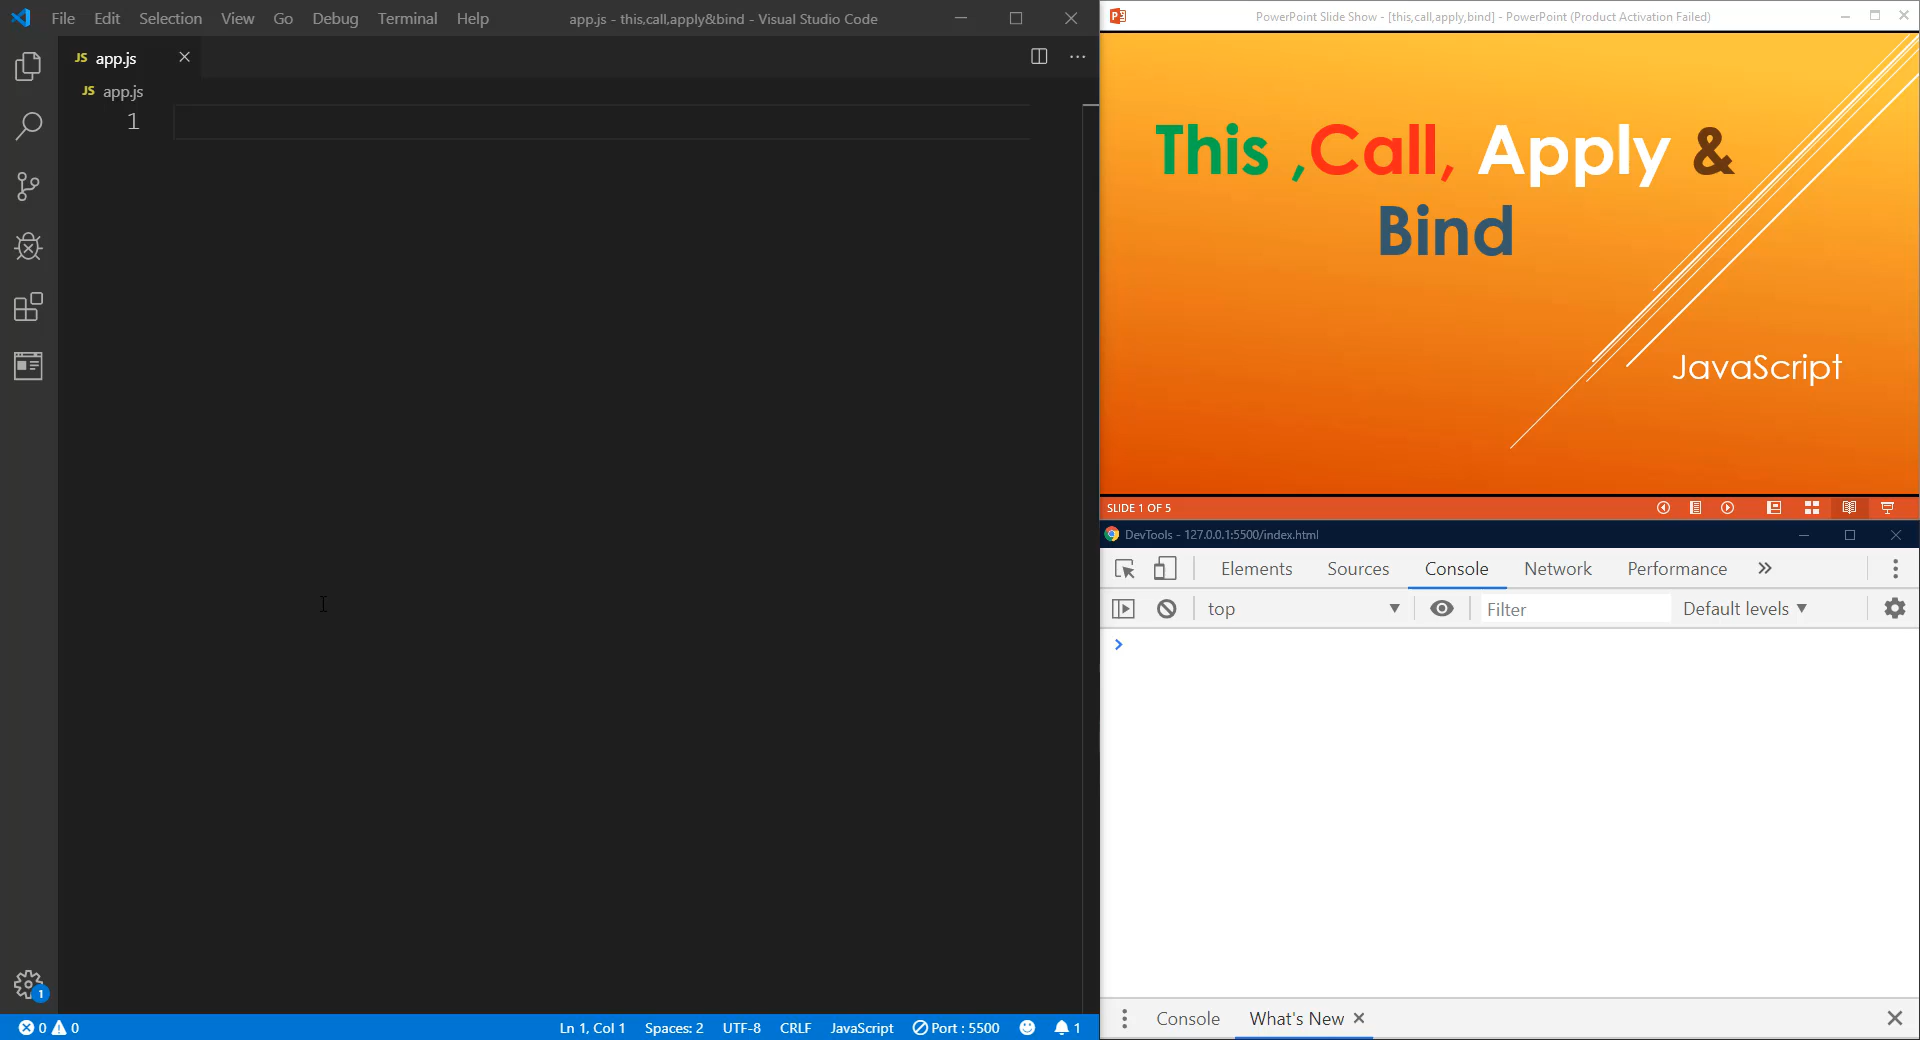 File Edit Selection View Go Debug Terminal Help
app.js - this,call,apply&bind - Visual Studio Code
JS app.js
JS app.js
1
1
0 0
Ln 1, Col 1 Spaces: 2 UTF-8 CRLF JavaScript Port : 5500 1
PowerPoint Slide Show - [this,call,apply,bind] - PowerPoint (Product Activation Failed)
This ,Call, Apply &
Bind
JavaScript
SLIDE 1 OF 5
DevTools - 127.0.0.1:5500/index.html
Elements Sources Console Network Performance »
top Filter Default levels
Console What's New